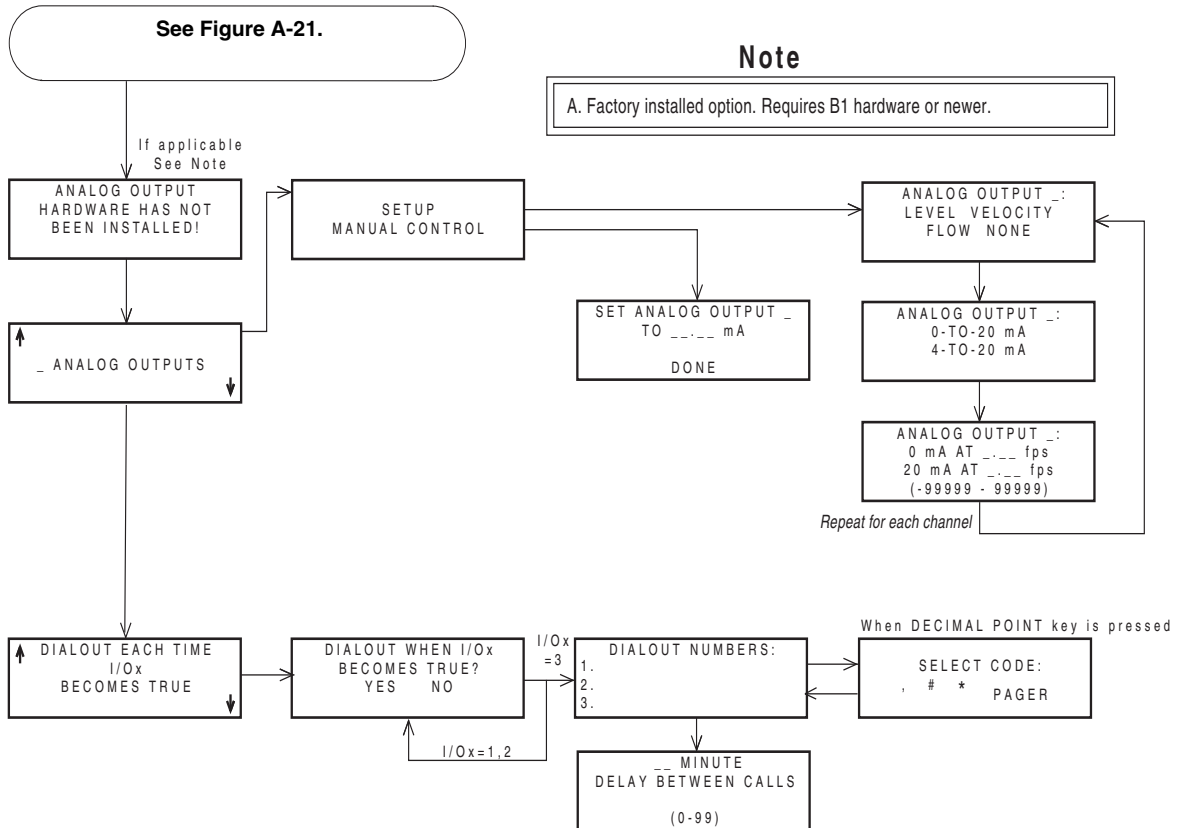 See Figure A-21.
Note
A. Factory installed option. Requires B1 hardware or newer.
If applicable
See Note
ANALOG OUTPUT
HARDWARE HAS NOT
BEEN INSTALLED!
SETUP
MANUAL CONTROL
ANALOG OUTPUT _:
LEVEL VELOCITY
FLOW NONE
SET ANALOG OUTPUT _
TO __.__ mA
DONE
ANALOG OUTPUT _:
0-TO-20 mA
4-TO-20 mA
_ ANALOG OUTPUTS
ANALOG OUTPUT _:
0 mA AT _.__ fps
20 mA AT _.__ fps
(-99999 - 99999)
Repeat for each channel
DIALOUT EACH TIME
I/Ox
BECOMES TRUE
DIALOUT WHEN I/Ox
BECOMES TRUE?
YES NO
I/Ox
=3
I/Ox=1,2
DIALOUT NUMBERS:
1.
2.
3.
When DECIMAL POINT key is pressed
SELECT CODE:
, # * PAGER
__ MINUTE
DELAY BETWEEN CALLS
(0-99)